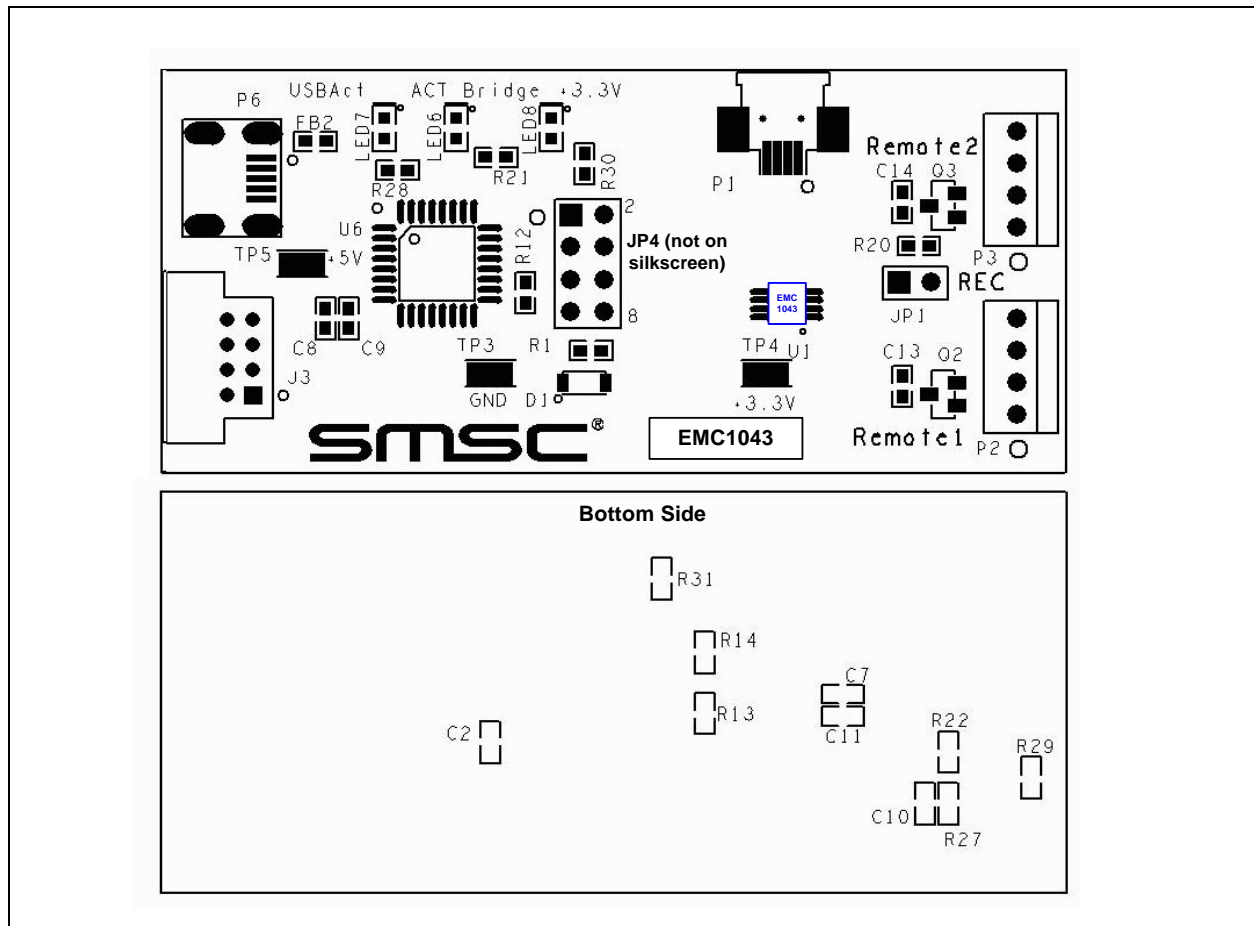 USBAct ACT Bridge +3.3V
P6
FB2
LED7
LED6
LED8
R28
R21
R30
P1
Remote2
C14 Q3
U6
R12
2
JP4 (not on
silkscreen)
R20
P3
TP5 +5V
EMC
1043
REC
JP1
8
C8 C9
TP3
R1
TP4
U1
C13 Q2
J3
GND D1
+3.3V
SMSC®
EMC1043
Remote1
P2
Bottom Side
R31
R14
C7
R13
C2
C11
R22
R29
C10
R27